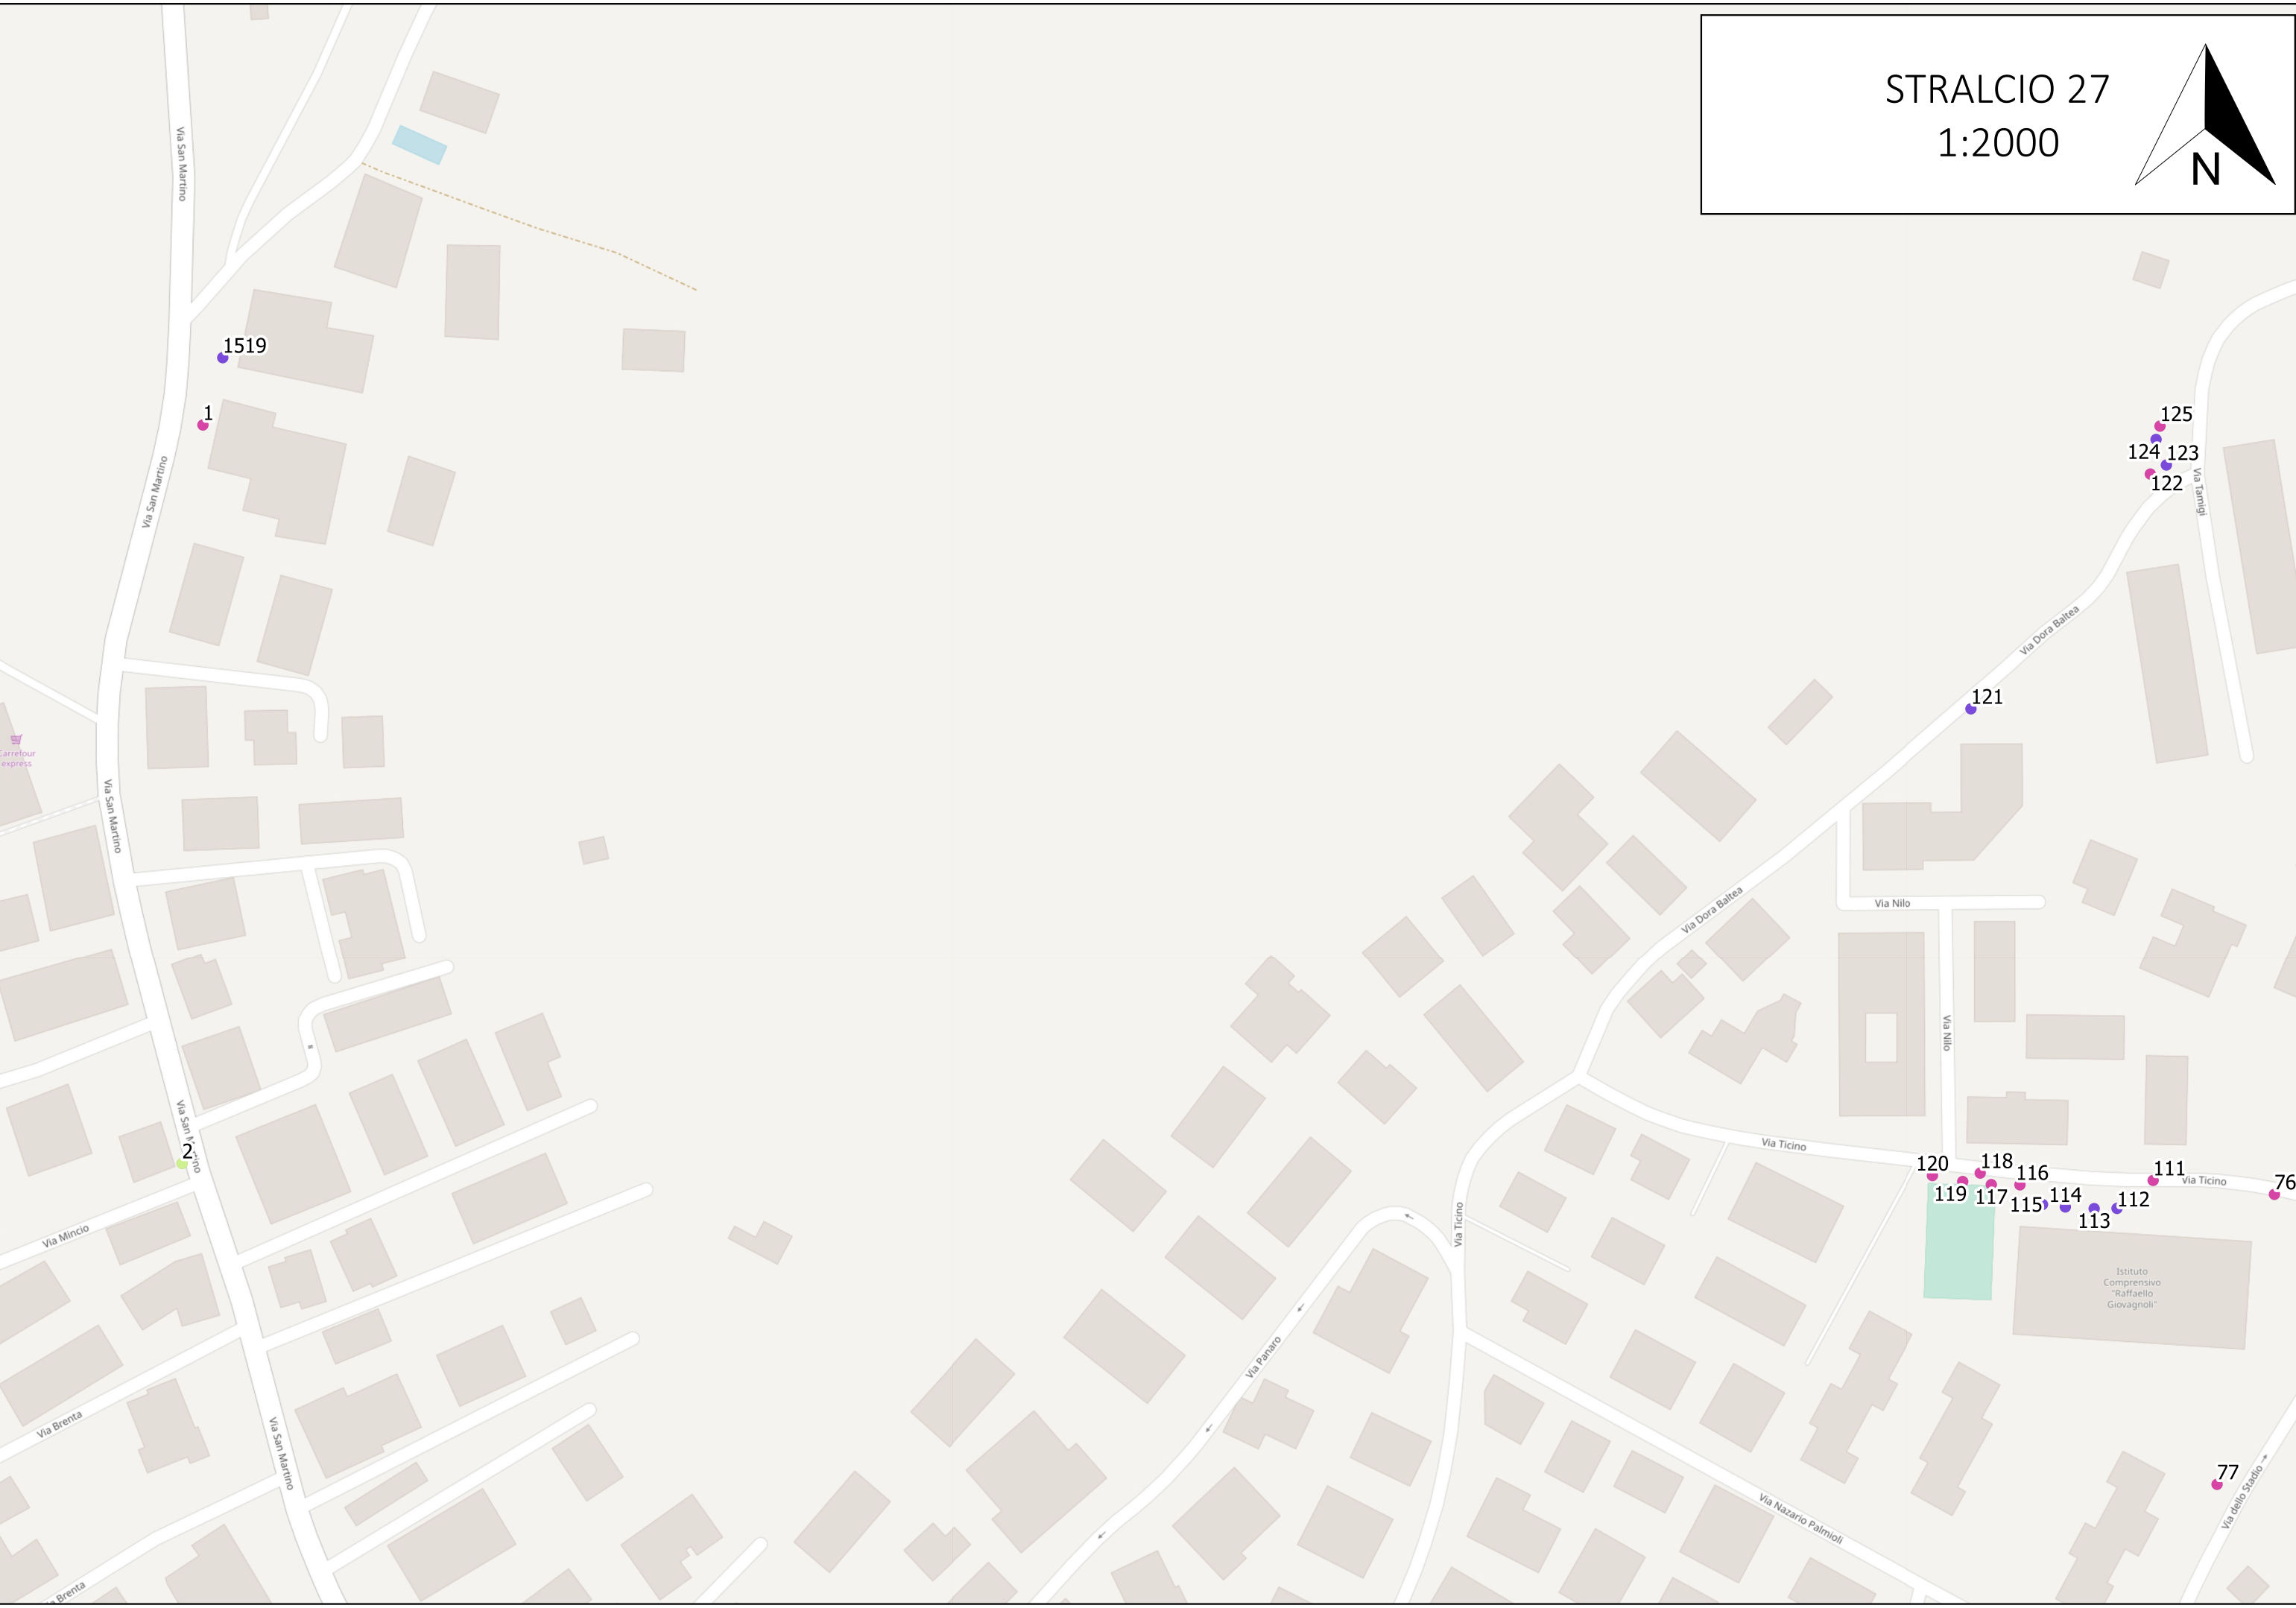 STRALCIO 27
1:2000
N
Via San Martino
1519
1
125
124
123
122
Via Tamigi
Via San Martino
Via Dora Baltea
121
Carrefour
express
Via San Martino
Via Dora Baltea
Via Nilo
Via Nilo
Via San Martino
2
Via Ticino
120
118
119
117
116
111
Via Ticino
76
115
114
113
112
Via Mincio
Via Ticino
Istituto
Comprensivo
"Raffaello
Giovagnoli"
Via Panaro
Via Brenta
Via San Martino
77
Via dello Stadio
Via Nazario Palmioli
Via Brenta